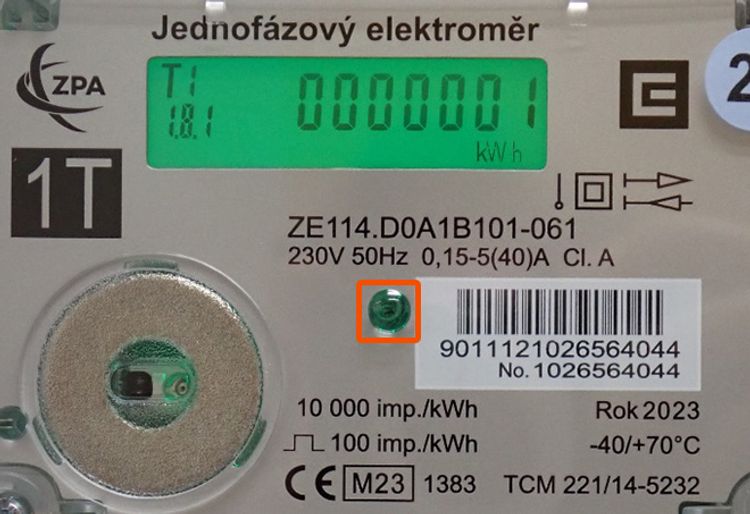 Jednofázový elektroměr
ZPA
T1
1.8.1
0000001
kWh
2
1T
ZE114.D0A1B101-061
230V 50Hz 0,15-5(40)A Cl. A
9011121026564044
No. 1026564044
10 000 imp./kWh
Rok 2023
100 imp./kWh
-40/+70°C
CE M23 1383 TCM 221/14-5232